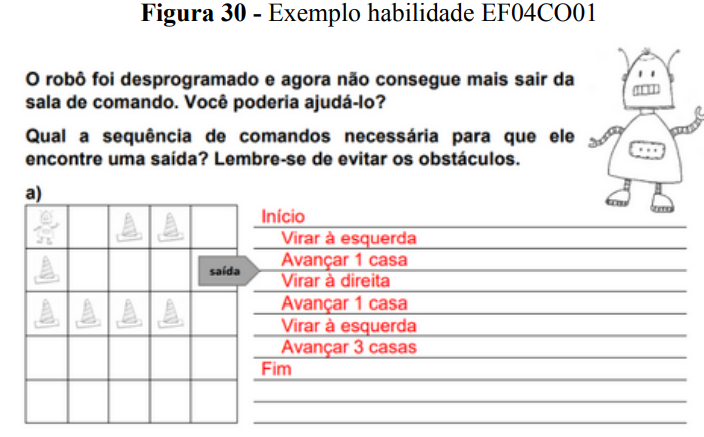 Figura 30 - Exemplo habilidade EF04CO01
O robô foi desprogramado e agora não consegue mais sair da
sala de comando. Você poderia ajudá-lo?
Qual a sequência de comandos necessária para que ele
encontre uma saída? Lembre-se de evitar os obstáculos.
a)
saída
Início
Virar à esquerda
Avançar 1 casa
Virar à direita
Avançar 1 casa
Virar à esquerda
Avançar 3 casas
Fim